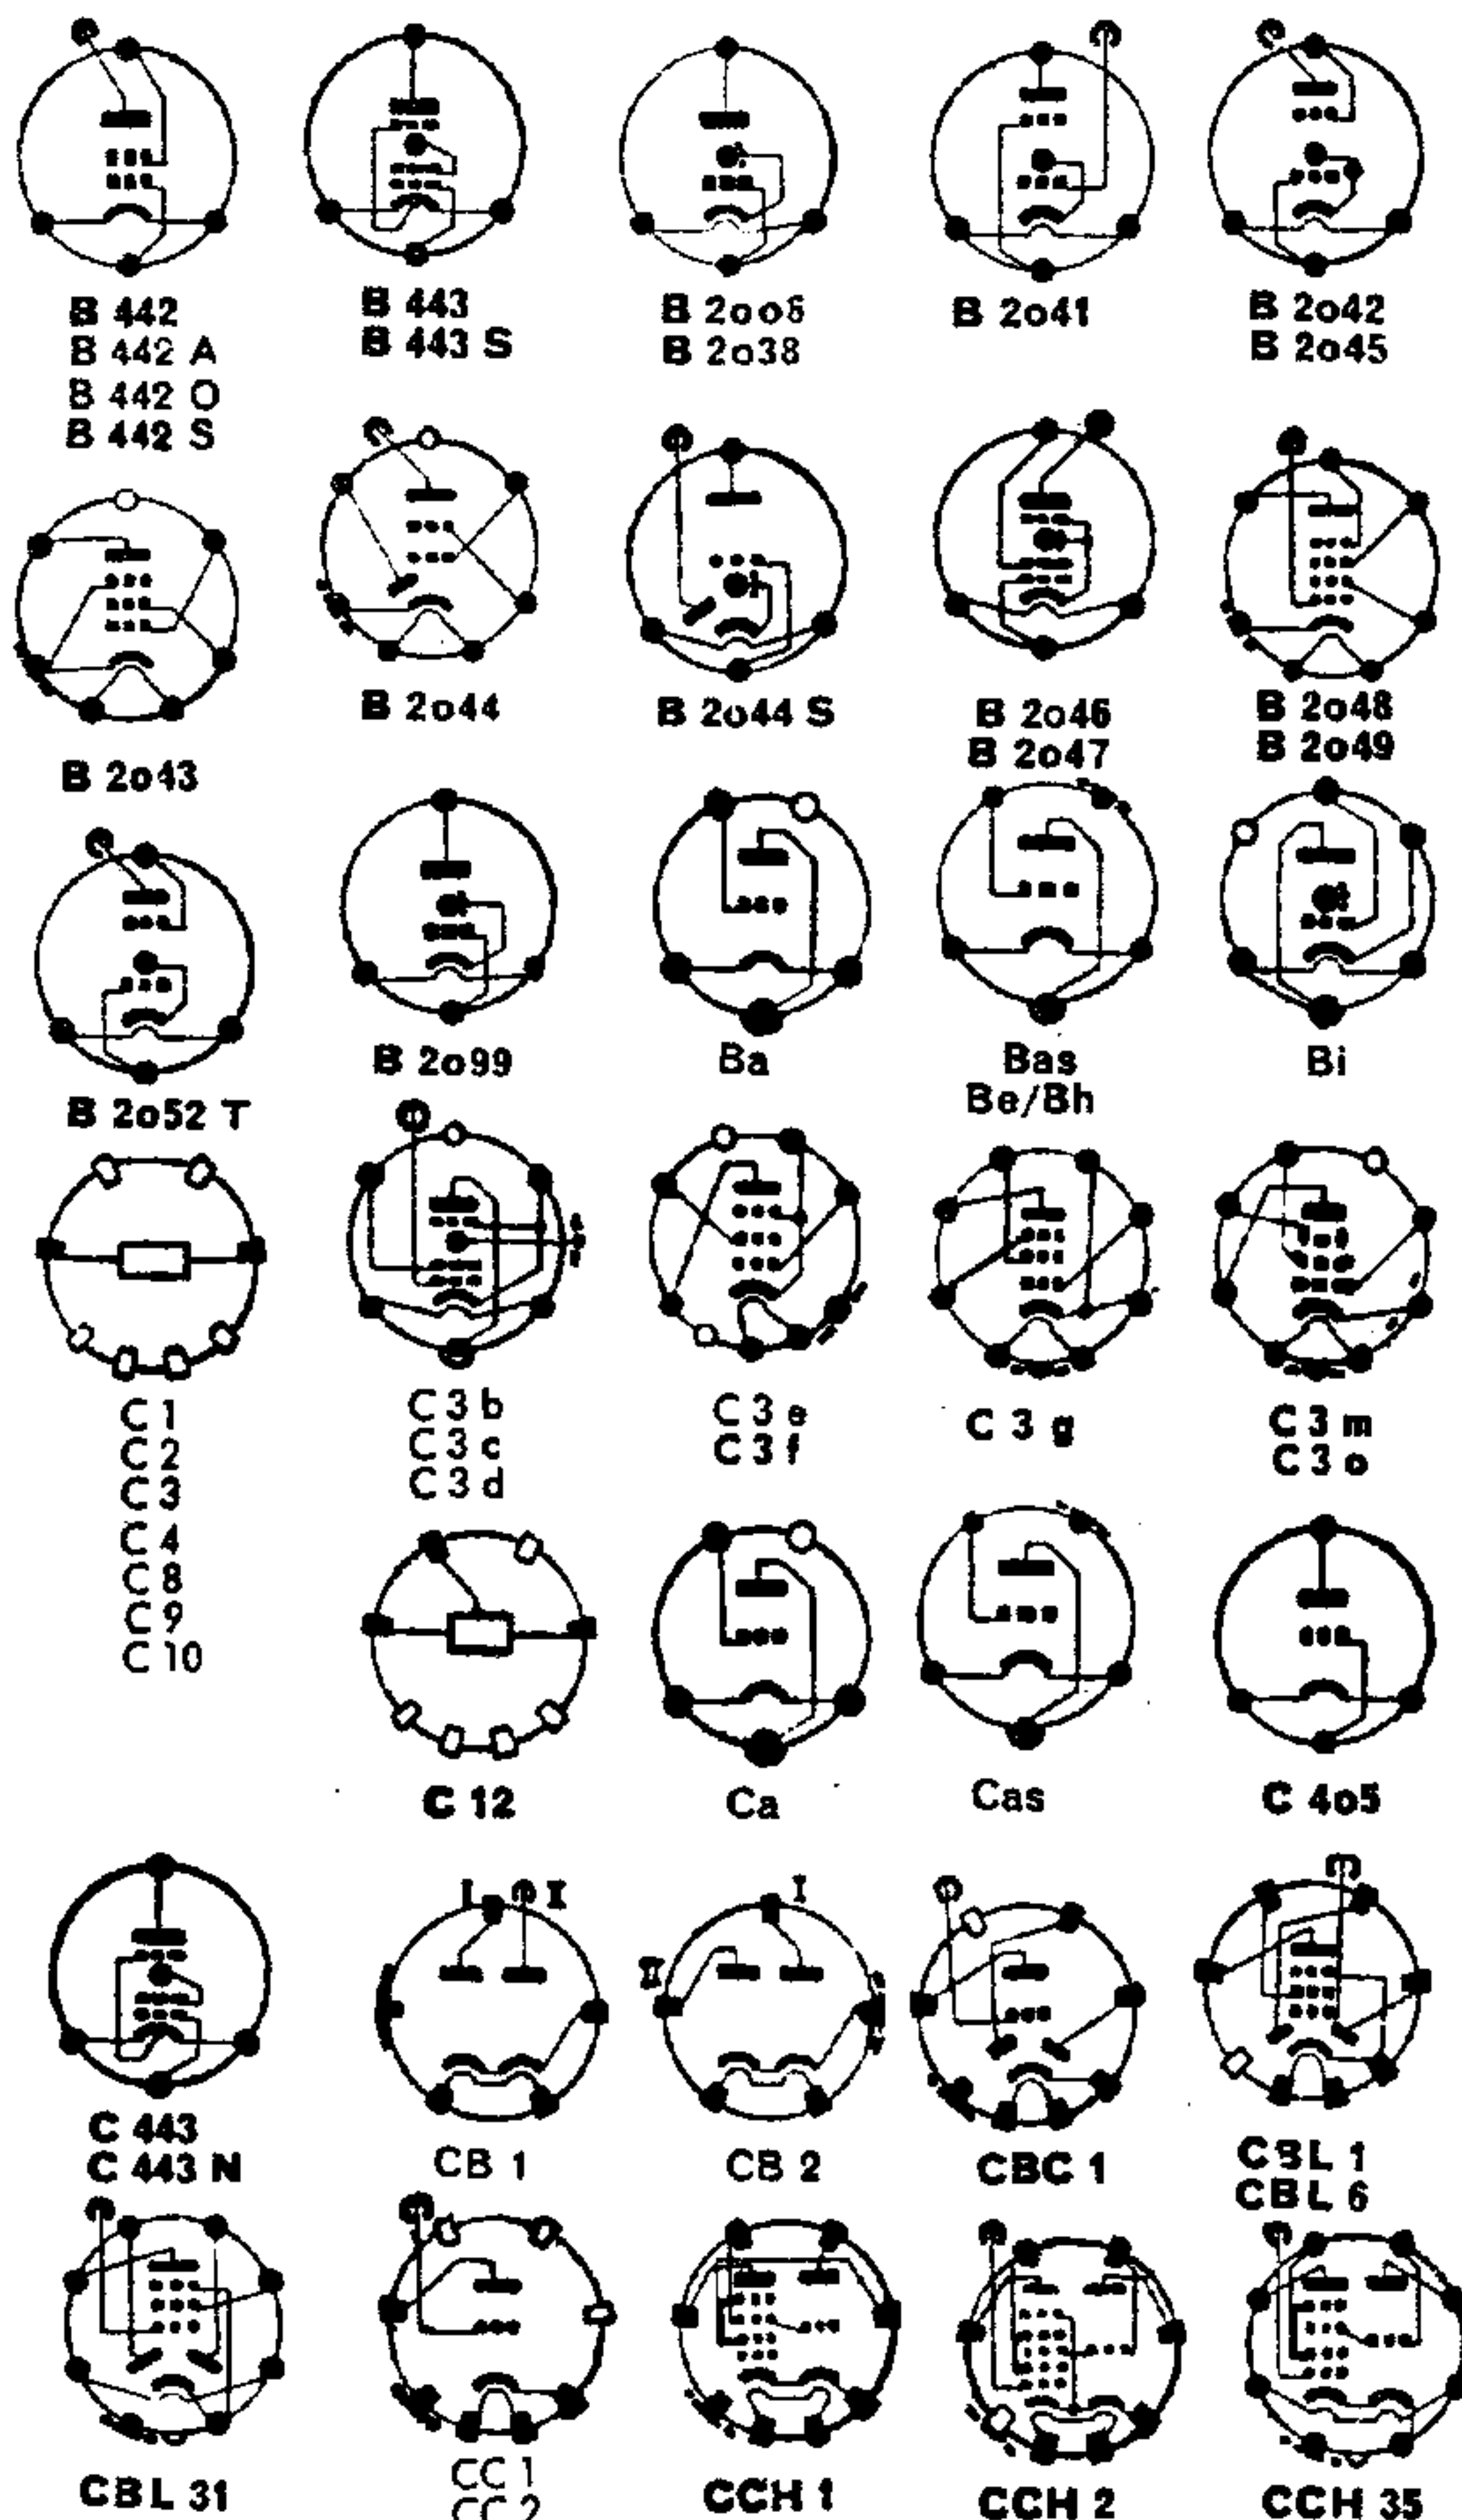 B 442
B 442 A
B 442 O
B 442 S
B 443
B 443 S
B 2006
B 2o38
B 2o41
B 2o42
B 2o45
B 2o43
B 2o44
B 2o44 S
B 2o46
B 2o47
B 2o48
B 2o49
B 2o52 T
B 2o99
Ba
Bas
Be/Bh
Bi
C 1
C 2
C 3
C 4
C 8
C 9
C 10
C 3 b
C 3 c
C 3 d
C 3 e
C 3 f
C 3 g
C 3 m
C 3 o
C 12
Ca
Cas
C 4o5
C 443
C 443 N
I
II
CB 1
I
II
CB 2
CBC 1
CBL 1
CBL 6
CBL 31
CC 1
CC 2
CCH 1
CCH 2
CCH 35